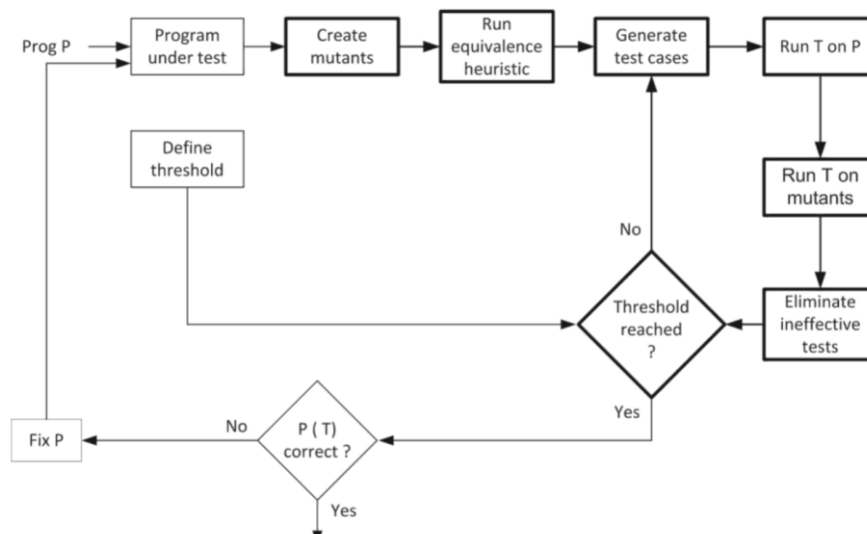 Prog P
Program
under test
Create
mutants
Run
equivalence
heuristic
Generate
test cases
Run T on P
Define
threshold
Run T on
mutants
No
Threshold
reached
?
Eliminate
ineffective
tests
Yes
Fix P
No
P ( T)
correct ?
Yes